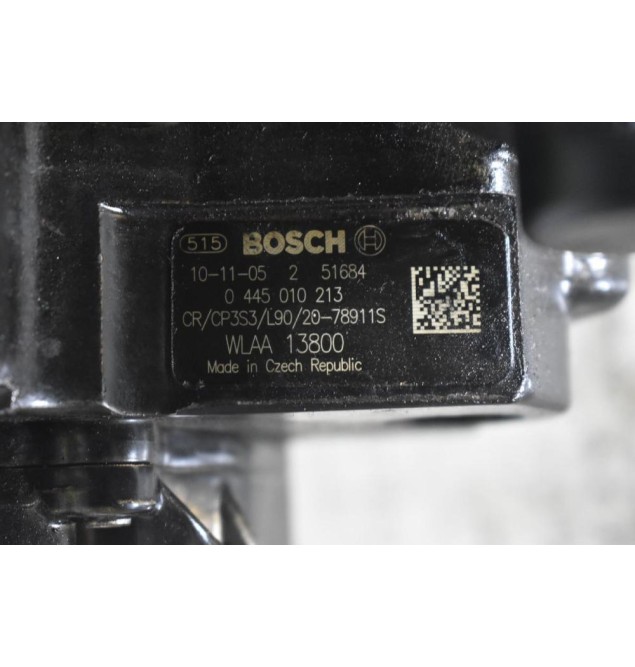 515 BOSCH
10-11-05 2 51684
0 445 010 213
CR/CP3S3/L90/20-78911S
WLAA 13800
Made in Czech Republic